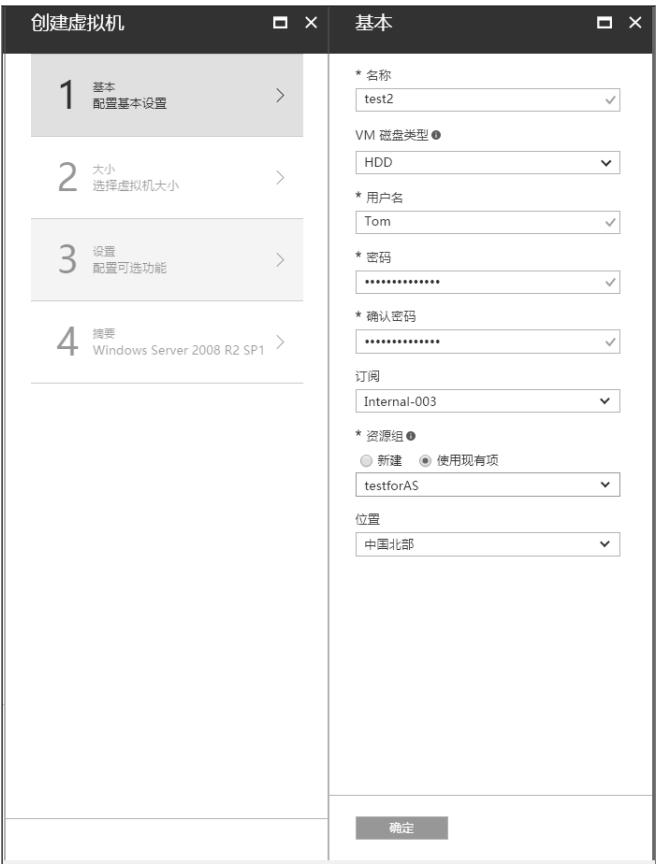 创建虚拟机
1
基本
配置基本设置
2
大小
选择虚拟机大小
3
设置
配置可选功能
4
摘要
Windows Server 2008 R2 SP1
基本
* 名称
test2
VM 磁盘类型
HDD
* 用户名
Tom
* 密码
••••••••••••••
* 确认密码
••••••••••••••
订阅
Internal-003
* 资源组
新建 使用现有项
testforAS
位置
中国北部
确定